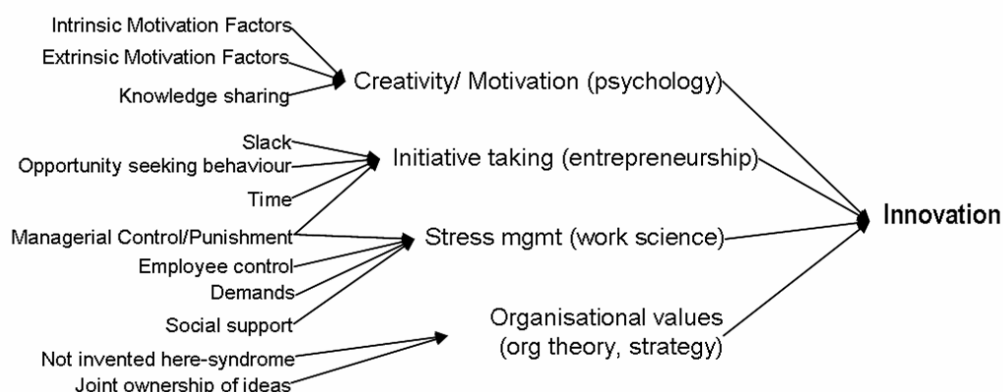 Intrinsic Motivation Factors
Extrinsic Motivation Factors
Knowledge sharing
Creativity/ Motivation (psychology)
Slack
Opportunity seeking behaviour
Time
Initiative taking (entrepreneurship)
Managerial Control/Punishment
Employee control
Demands
Social support
Stress mgmt (work science)
Not invented here-syndrome
Joint ownership of ideas
Organisational values
(org theory, strategy)
Innovation